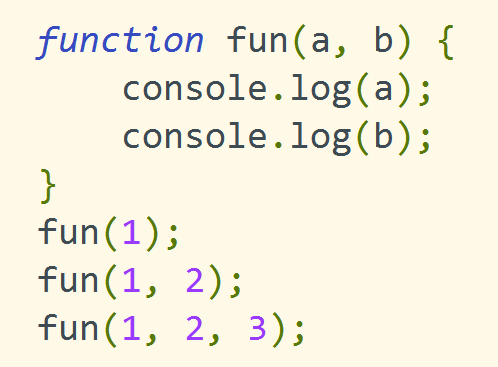 function fun(a, b) {
    console.log(a);
    console.log(b);
}
fun(1);
fun(1, 2);
fun(1, 2, 3);